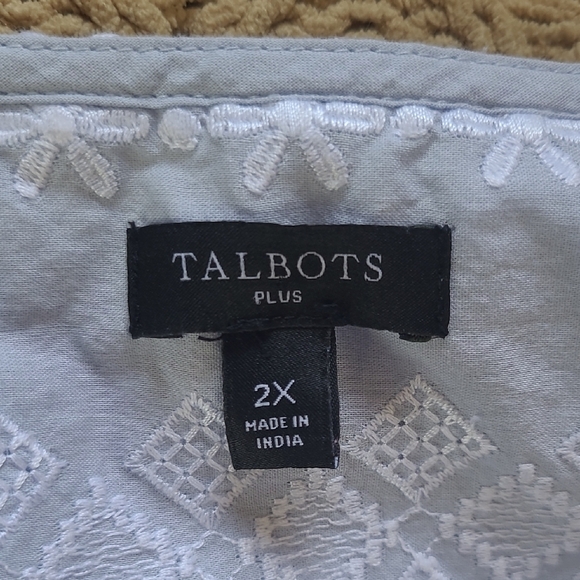 TALBOTS
PLUS
2X
MADE IN
INDIA